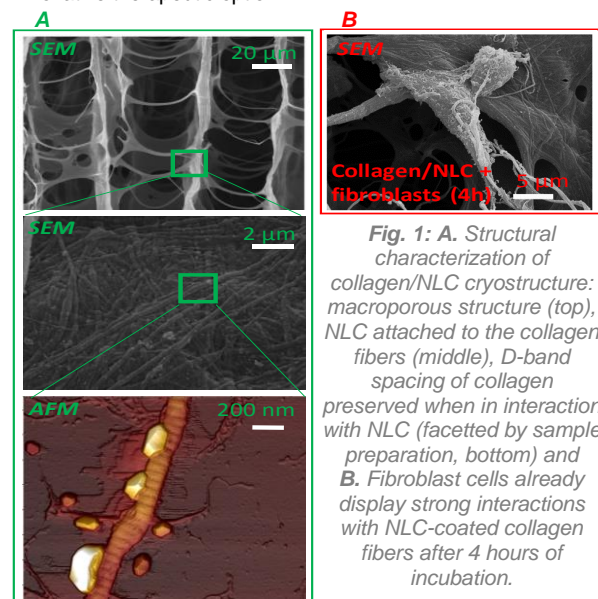 A
B
SEM
20 µm
SEM
2 µm
AFM
200 nm
SEM
Collagen/NLC +
fibroblasts (4h)
5 µm
Fig. 1: A. Structural
characterization of
collagen/NLC cryostructure:
macroporous structure (top),
NLC attached to the collagen
fibers (middle), D-band
spacing of collagen
preserved when in interaction
with NLC (facetted by sample
preparation, bottom) and
B. Fibroblast cells already
display strong interactions
with NLC-coated collagen
fibers after 4 hours of
incubation.